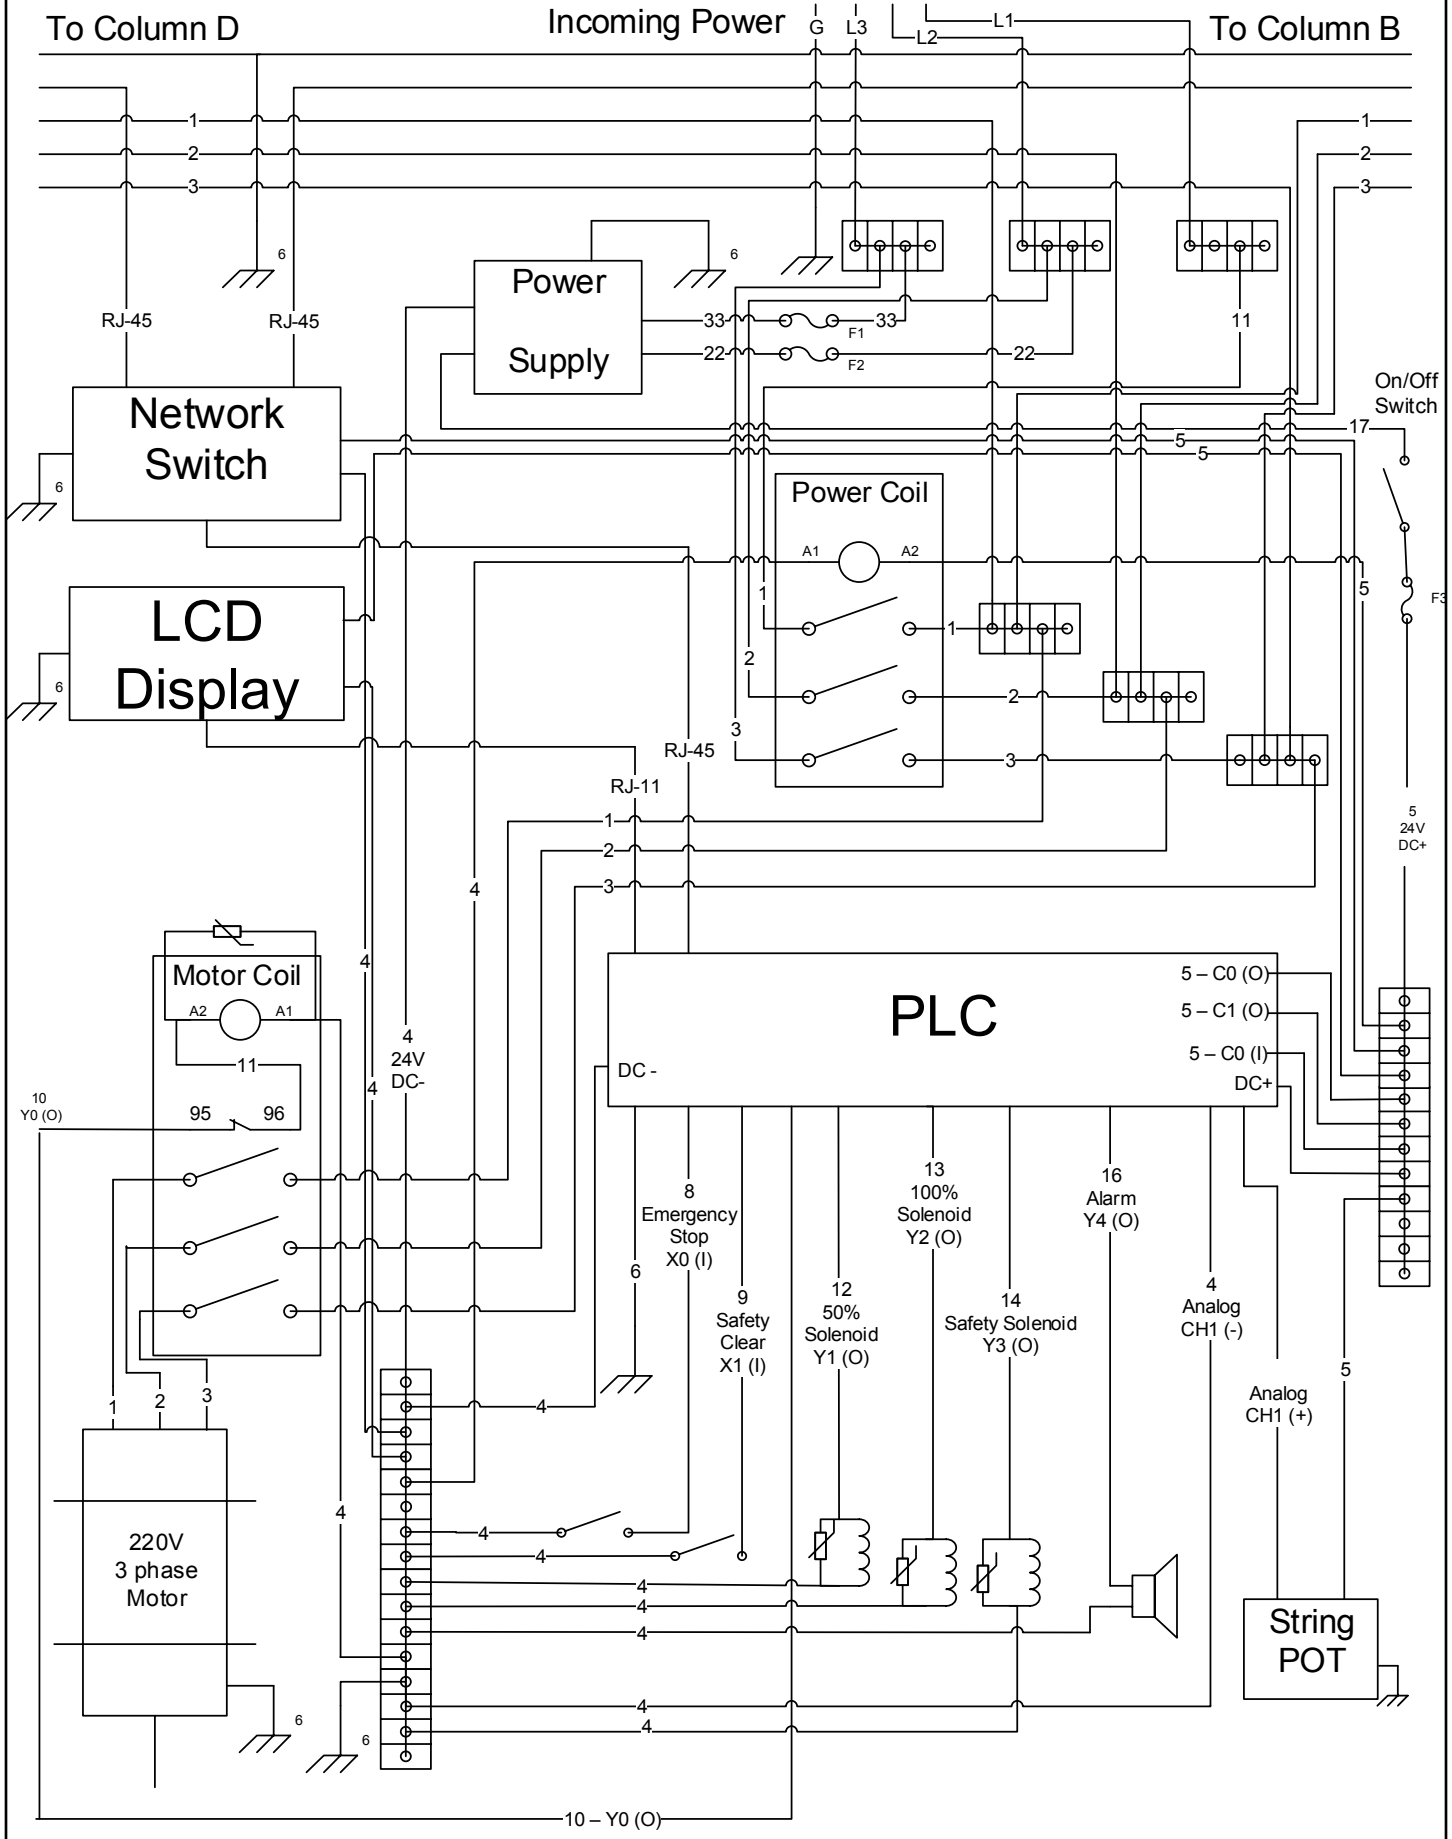 To Column D
Incoming Power
To Column B
G
L3
L2
L1
1
1
2
2
3
3
6
6
Power
Supply
RJ-45
RJ-45
33
33
F1
22
22
F2
11
On/Off
Switch
17
Network
Switch
5
5
6
Power Coil
A1
A2
5
F3
1
1
LCD
Display
2
2
6
3
3
RJ-45
RJ-11
1
2
3
5
24V
DC+
4
4
Motor Coil
A2
A1
11
10
Y0 (O)
95
96
4
24V
DC-
4
PLC
5 – C0 (O)
5 – C1 (O)
5 – C0 (I)
DC+
DC -
8
Emergency
Stop
X0 (I)
13
100%
Solenoid
Y2 (O)
16
Alarm
Y4 (O)
6
9
Safety
Clear
X1 (I)
12
50%
Solenoid
Y1 (O)
14
Safety Solenoid
Y3 (O)
4
Analog
CH1 (-)
5
Analog
CH1 (+)
1
2
3
4
4
4
4
220V
3 phase
Motor
4
4
4
String
POT
4
4
6
6
10 – Y0 (O)